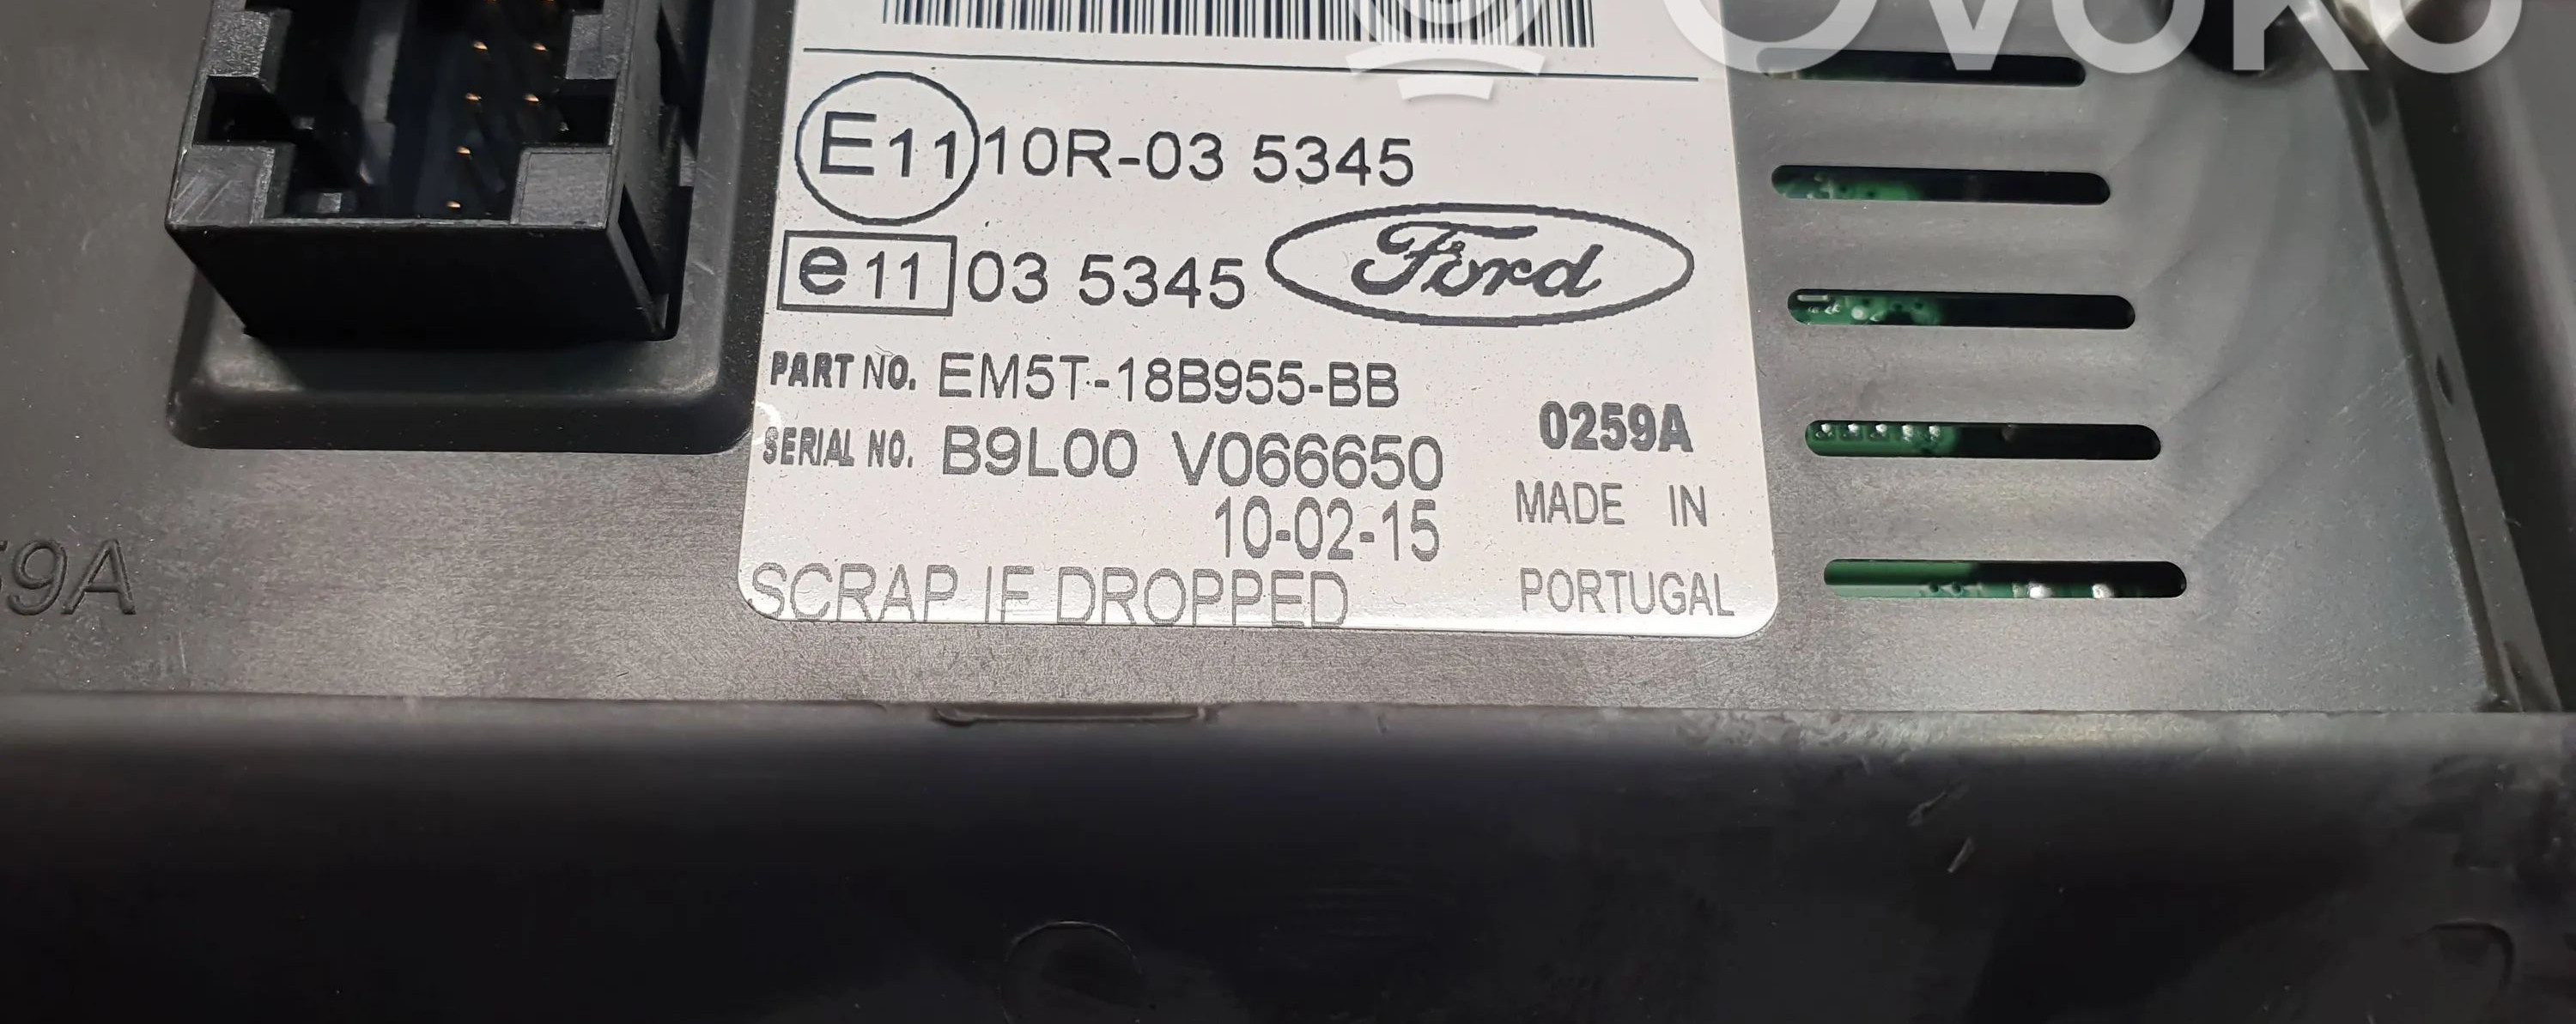 OVOKO
E11 10R-03 5345
e11 03 5345 Ford
PART NO. EM5T-18B955-BB
SERIAL NO. B9L00 V066650 0259A
10-02-15 MADE IN
SCRAP IF DROPPED PORTUGAL
59A